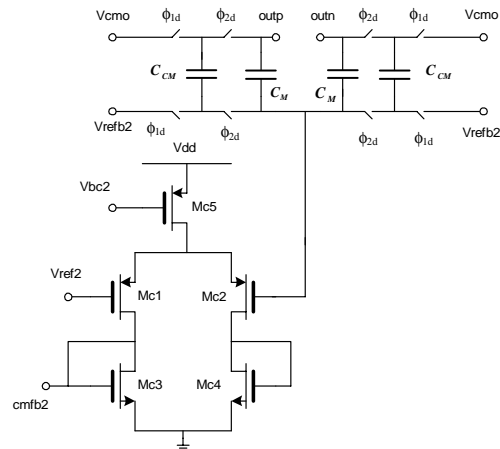 Vcmo ϕ1d ϕ2d outp outn ϕ2d ϕ1d Vcmo
CCM CM CM CCM
Vrefb2 ϕ1d ϕ2d ϕ2d ϕ1d Vrefb2
Vdd
Vbc2 Mc5
Vref2 Mc1 Mc2
cmfb2 Mc3 Mc4